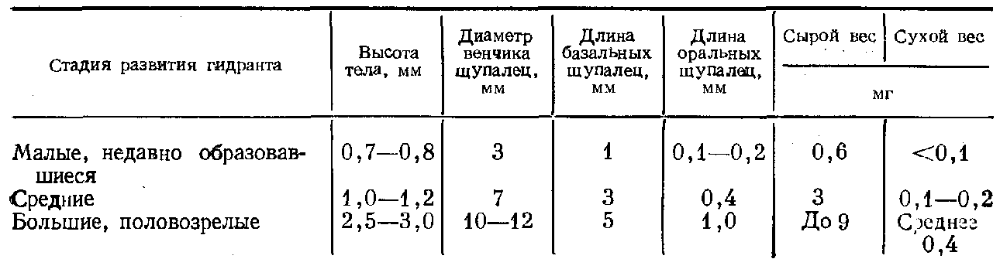 Стадия развития гидранта | Высота тела, мм | Диаметр венчика щупалец, мм | Длина базальных щупалец, мм | Длина оральных щупалец, мм | Сырой вес | Сухой вес
мг
Малые, недавно образовав- | 0,7—0,8 | 3 | 1 | 0,1—0,2 | 0,6 | <0,1
шиеся
Средние | 1,0—1,2 | 7 | 3 | 0,4 | 3 | 0,1—0,2
Большие, половозрелые | 2,5—3,0 | 10—12 | 5 | 1,0 | До 9 | Среднее
0,4